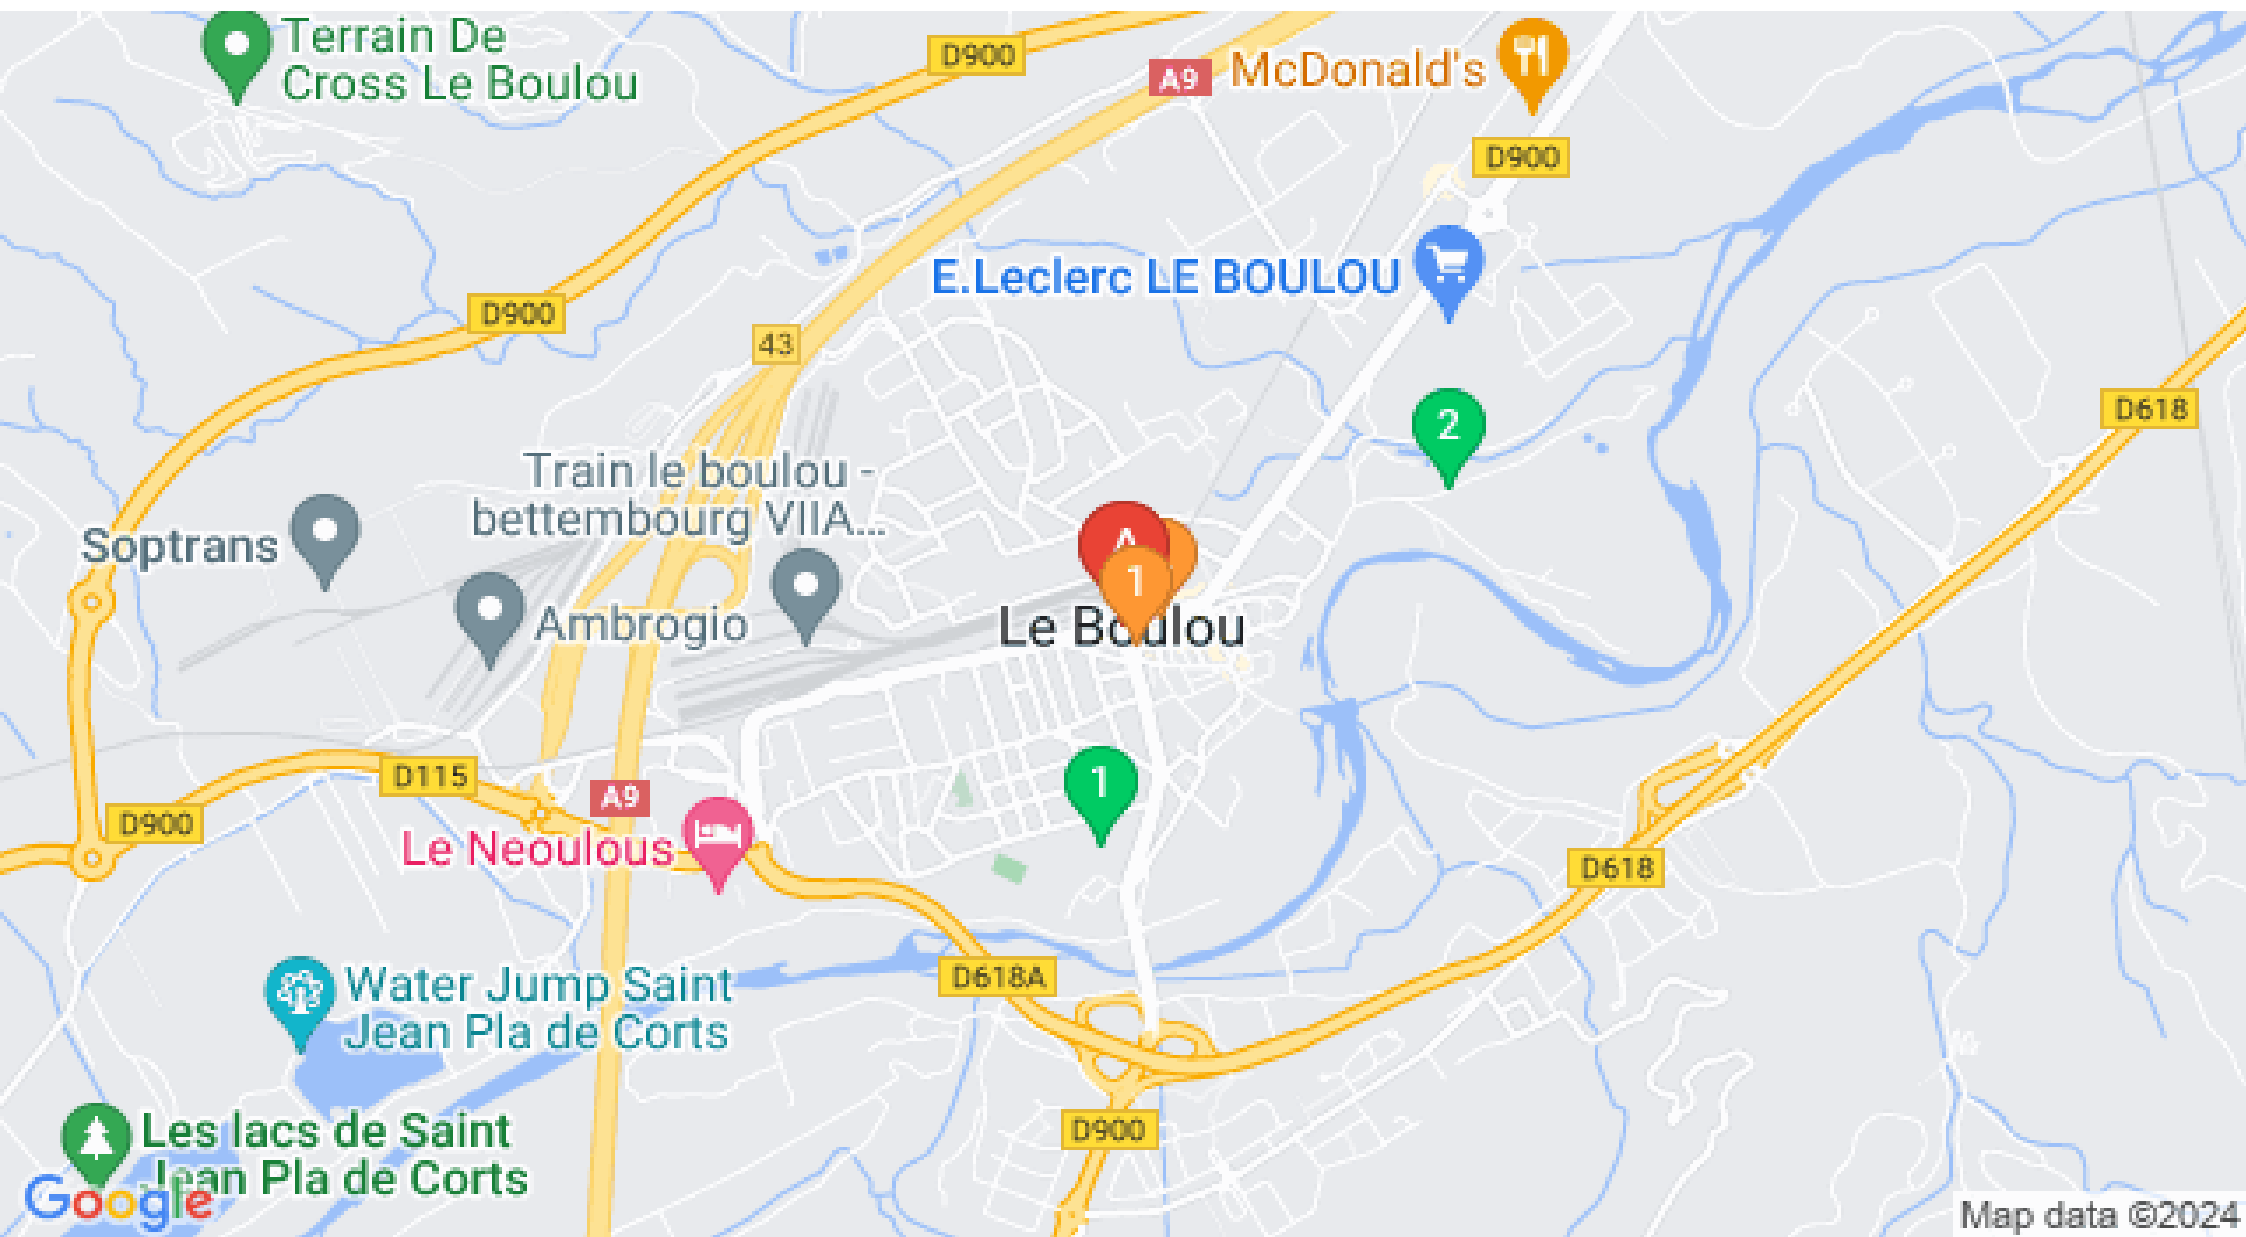 Terrain De
Cross Le Boulou
D900
A9
McDonald's
D900
E.Leclerc LE BOULOU
D900
43
D618
2
Train le boulou -
bettembourg VIIA...
Soptrans
A
1
Ambrogio
Le Boulou
D115
A9
1
D900
Le Neoulous
D618
D618A
Water Jump Saint
Jean Pla de Corts
D900
Les lacs de Saint
Jean Pla de Corts
Google
Map data ©2024